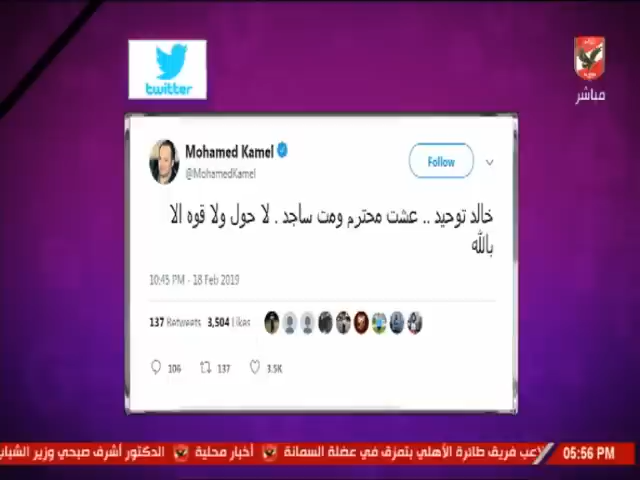 twitter
مباشر
Mohamed Kamel
@MohamedKamel
Follow
خالد توحيد .. عشت محترم ومت ساجد . لا حول ولا قوه الا
بالله
10:45 PM - 18 Feb 2019
137 Retweets 3,504 Likes
106 137 3.5K
لاعب فريق طائرة الأهلي بتمزق في عضلة السمانة أخبار محلية الدكتور أشرف صبحي وزير الشباب
05:56 PM